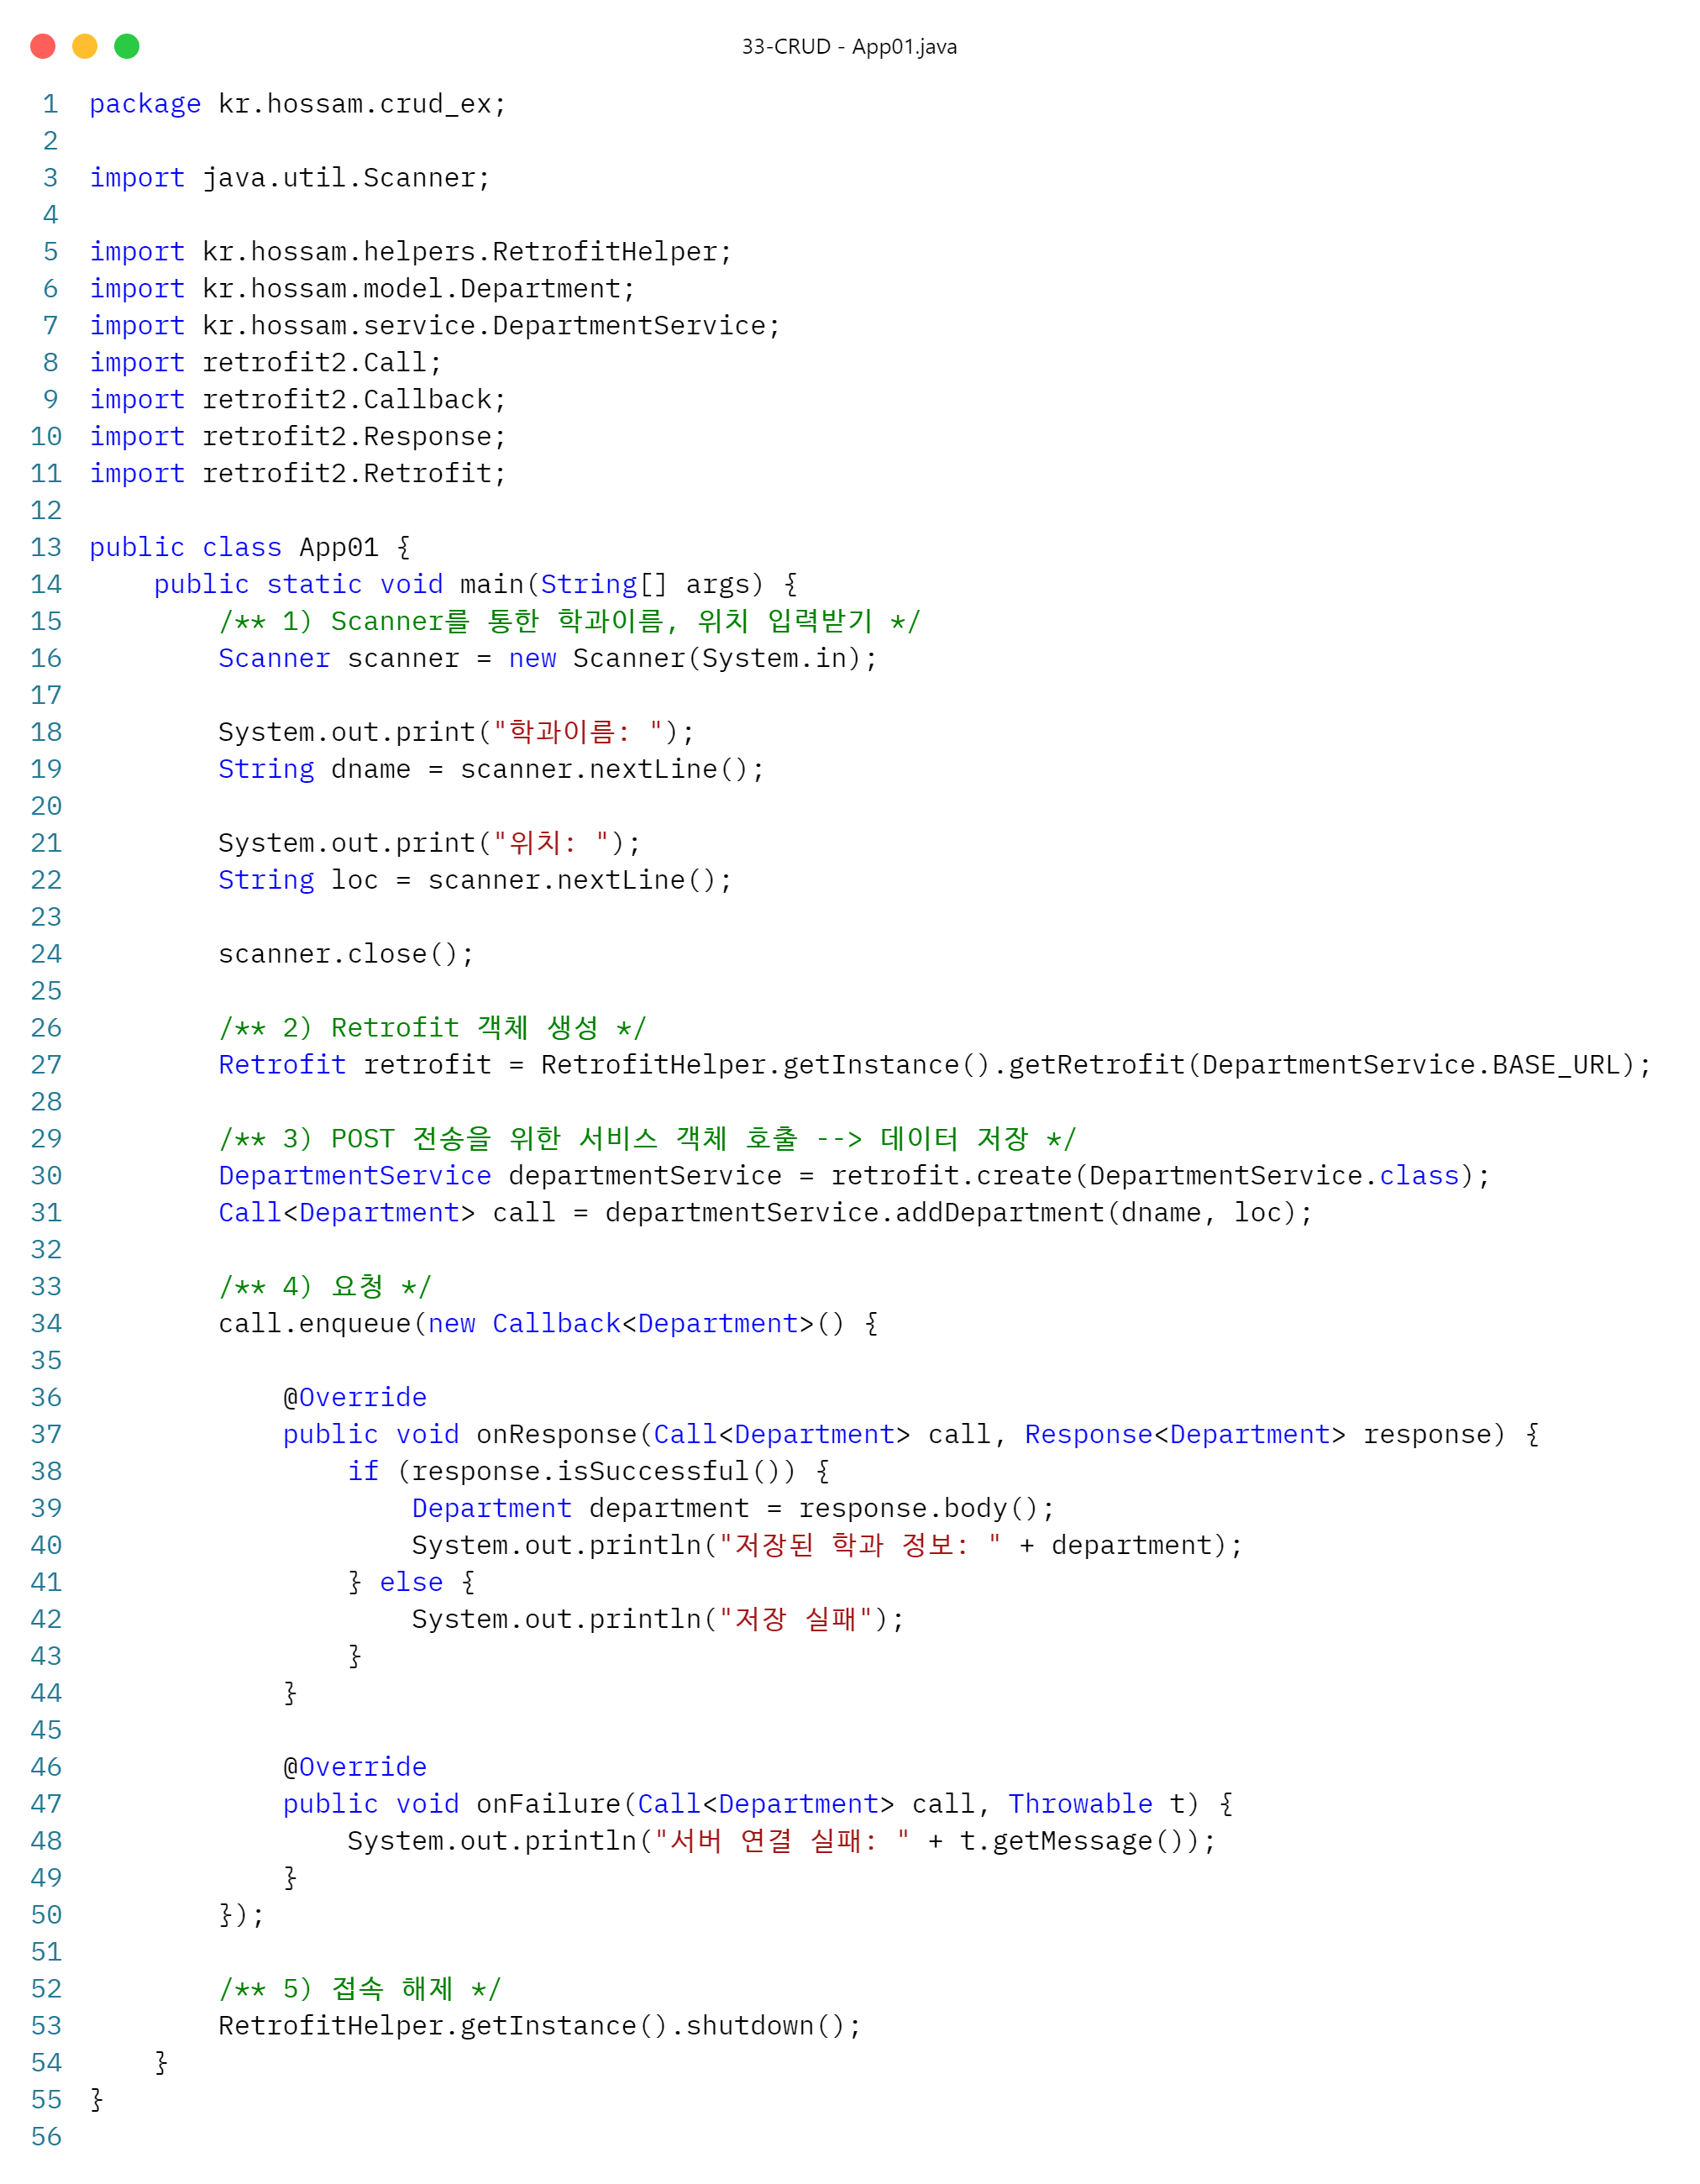 33-CRUD - App01.java
1 package kr.hossam.crud_ex;
2
3 import java.util.Scanner;
4
5 import kr.hossam.helpers.RetrofitHelper;
6 import kr.hossam.model.Department;
7 import kr.hossam.service.DepartmentService;
8 import retrofit2.Call;
9 import retrofit2.Callback;
10 import retrofit2.Response;
11 import retrofit2.Retrofit;
12
13 public class App01 {
14     public static void main(String[] args) {
15         /** 1) Scanner를 통한 학과이름, 위치 입력받기 */
16         Scanner scanner = new Scanner(System.in);
17
18         System.out.print("학과이름: ");
19         String dname = scanner.nextLine();
20
21         System.out.print("위치: ");
22         String loc = scanner.nextLine();
23
24         scanner.close();
25
26         /** 2) Retrofit 객체 생성 */
27         Retrofit retrofit = RetrofitHelper.getInstance().getRetrofit(DepartmentService.BASE_URL);
28
29         /** 3) POST 전송을 위한 서비스 객체 호출 --> 데이터 저장 */
30         DepartmentService departmentService = retrofit.create(DepartmentService.class);
31         Call<Department> call = departmentService.addDepartment(dname, loc);
32
33         /** 4) 요청 */
34         call.enqueue(new Callback<Department>() {
35
36             @Override
37             public void onResponse(Call<Department> call, Response<Department> response) {
38                 if (response.isSuccessful()) {
39                     Department department = response.body();
40                     System.out.println("저장된 학과 정보: " + department);
41                 } else {
42                     System.out.println("저장 실패");
43                 }
44             }
45
46             @Override
47             public void onFailure(Call<Department> call, Throwable t) {
48                 System.out.println("서버 연결 실패: " + t.getMessage());
49             }
50         });
51
52         /** 5) 접속 해제 */
53         RetrofitHelper.getInstance().shutdown();
54     }
55 }
56